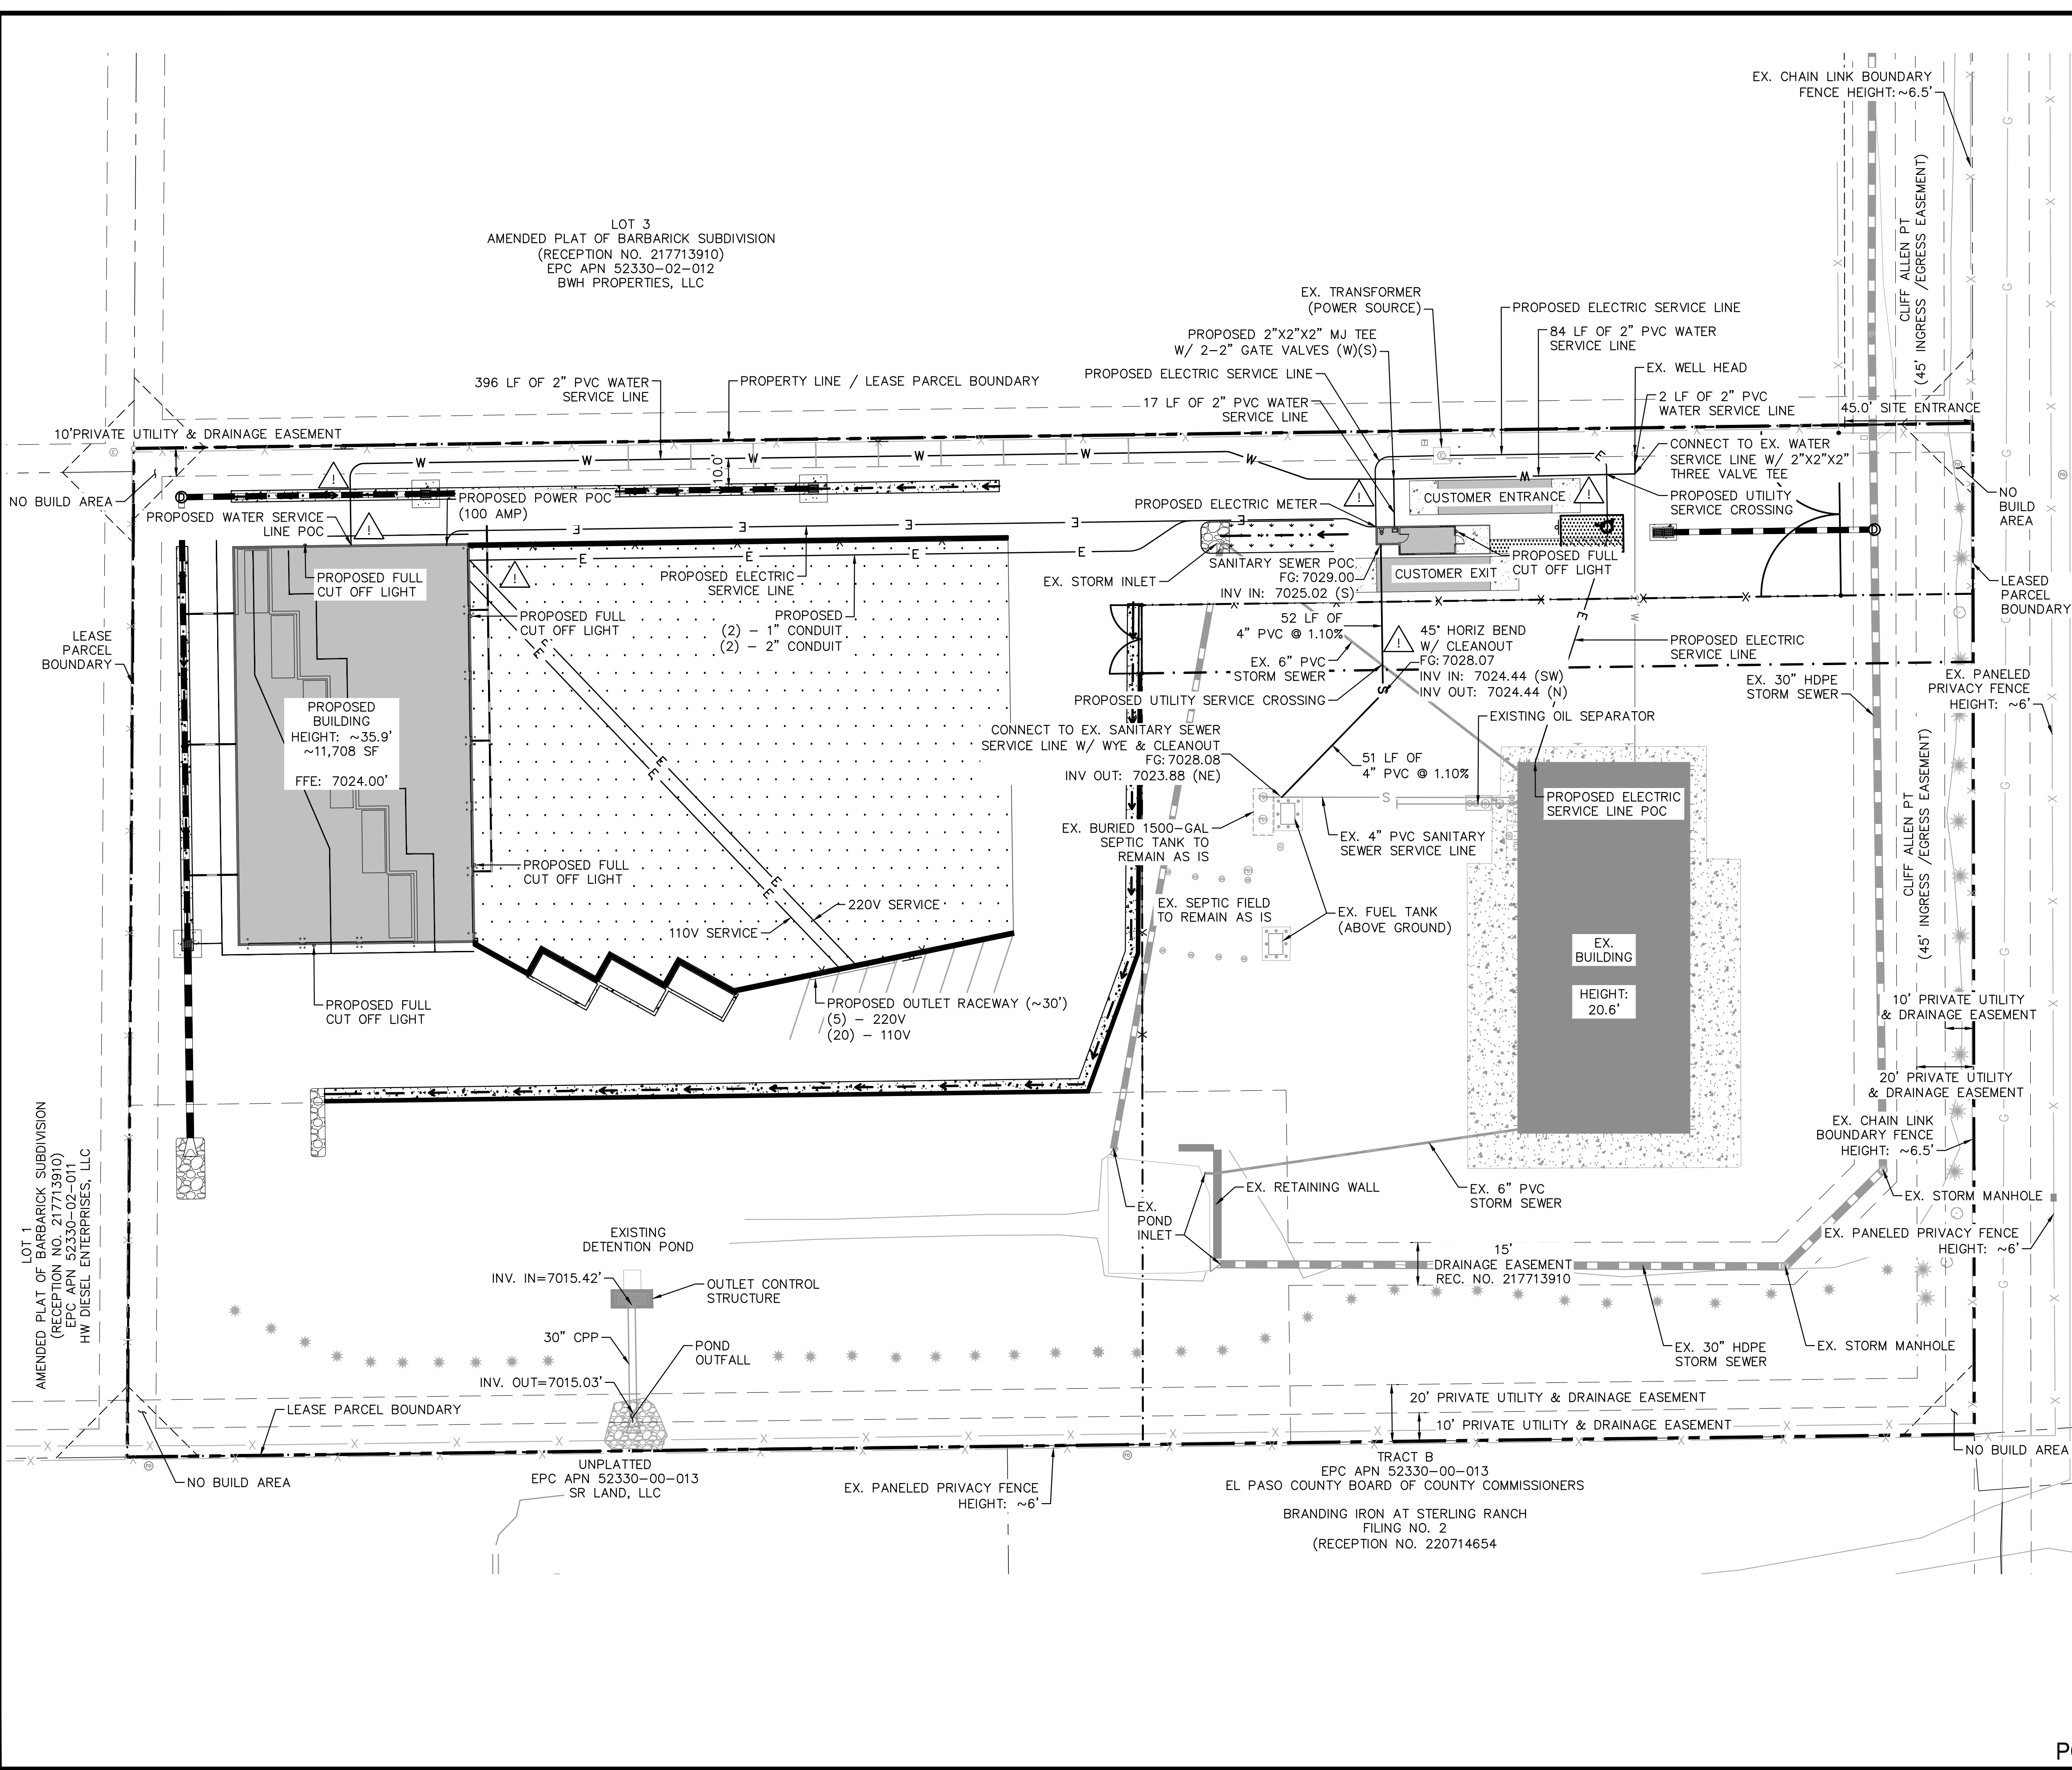 EX. CHAIN LINK BOUNDARY
FENCE HEIGHT: ~6.5'
CLIFF ALLEN PT
(45' INGRESS /EGRESS EASEMENT)
LOT 3
AMENDED PLAT OF BARBARICK SUBDIVISION
(RECEPTION NO. 217713910)
EPC APN 52330-02-012
BWH PROPERTIES, LLC
EX. TRANSFORMER
(POWER SOURCE)
PROPOSED ELECTRIC SERVICE LINE
PROPOSED 2"X2"X2" MJ TEE
W/ 2-2" GATE VALVES (W)(S)
84 LF OF 2" PVC WATER
SERVICE LINE
PROPOSED ELECTRIC SERVICE LINE
EX. WELL HEAD
396 LF OF 2" PVC WATER
SERVICE LINE
PROPERTY LINE / LEASE PARCEL BOUNDARY
17 LF OF 2" PVC WATER
SERVICE LINE
2 LF OF 2" PVC
WATER SERVICE LINE
45.0' SITE ENTRANCE
10'PRIVATE UTILITY & DRAINAGE EASEMENT
CONNECT TO EX. WATER
SERVICE LINE W/ 2"X2"X2"
THREE VALVE TEE
10.0'
NO BUILD AREA
PROPOSED POWER POC
(100 AMP)
PROPOSED WATER SERVICE
LINE POC
PROPOSED ELECTRIC METER
CUSTOMER ENTRANCE
PROPOSED UTILITY
SERVICE CROSSING
NO
BUILD
AREA
PROPOSED FULL
CUT OFF LIGHT
PROPOSED ELECTRIC
SERVICE LINE
EX. STORM INLET
SANITARY SEWER POC
FG: 7029.00
INV IN: 7025.02 (S)
CUSTOMER EXIT
PROPOSED FULL
CUT OFF LIGHT
LEASED
PARCEL
BOUNDARY
PROPOSED FULL
CUT OFF LIGHT
PROPOSED
(2) - 1" CONDUIT
(2) - 2" CONDUIT
52 LF OF
4" PVC @ 1.10%
45° HORIZ BEND
W/ CLEANOUT
FG: 7028.07
INV IN: 7024.44 (SW)
INV OUT: 7024.44 (N)
PROPOSED ELECTRIC
SERVICE LINE
LEASE
PARCEL
BOUNDARY
EX. 6" PVC
STORM SEWER
EX. 30" HDPE
STORM SEWER
EX. PANELED
PRIVACY FENCE
HEIGHT: ~6'
PROPOSED UTILITY SERVICE CROSSING
PROPOSED
BUILDING
HEIGHT: ~35.9'
~11,708 SF
FFE: 7024.00'
CONNECT TO EX. SANITARY SEWER
SERVICE LINE W/ WYE & CLEANOUT
FG: 7028.08
INV OUT: 7023.88 (NE)
EXISTING OIL SEPARATOR
51 LF OF
4" PVC @ 1.10%
PROPOSED ELECTRIC
SERVICE LINE POC
CLIFF ALLEN PT
(45' INGRESS /EGRESS EASEMENT)
EX. BURIED 1500-GAL
SEPTIC TANK TO
REMAIN AS IS
EX. 4" PVC SANITARY
SEWER SERVICE LINE
PROPOSED FULL
CUT OFF LIGHT
220V SERVICE
110V SERVICE
EX. SEPTIC FIELD
TO REMAIN AS IS
EX. FUEL TANK
(ABOVE GROUND)
EX.
BUILDING
HEIGHT:
20.6'
PROPOSED FULL
CUT OFF LIGHT
PROPOSED OUTLET RACEWAY (~30')
(5) - 220V
(20) - 110V
10' PRIVATE UTILITY
& DRAINAGE EASEMENT
20' PRIVATE UTILITY
& DRAINAGE EASEMENT
EX. CHAIN LINK
BOUNDARY FENCE
HEIGHT: ~6.5'
LOT 1
AMENDED PLAT OF BARBARICK SUBDIVISION
(RECEPTION NO. 217713910)
EPC APN 52330-02-011
HW DIESEL ENTERPRISES, LLC
EX. RETAINING WALL
EX. 6" PVC
STORM SEWER
EX. STORM MANHOLE
EX.
POND
INLET
EX. PANELED PRIVACY FENCE
HEIGHT: ~6'
EXISTING
DETENTION POND
15'
DRAINAGE EASEMENT
REC. NO. 217713910
INV. IN=7015.42'
OUTLET CONTROL
STRUCTURE
30" CPP
POND
OUTFALL
EX. 30" HDPE
STORM SEWER
EX. STORM MANHOLE
INV. OUT=7015.03'
LEASE PARCEL BOUNDARY
20' PRIVATE UTILITY & DRAINAGE EASEMENT
10' PRIVATE UTILITY & DRAINAGE EASEMENT
NO BUILD AREA
NO BUILD AREA
UNPLATTED
EPC APN 52330-00-013
SR LAND, LLC
EX. PANELED PRIVACY FENCE
HEIGHT: ~6'
TRACT B
EPC APN 52330-00-013
EL PASO COUNTY BOARD OF COUNTY COMMISSIONERS
BRANDING IRON AT STERLING RANCH
FILING NO. 2
(RECEPTION NO. 220714654